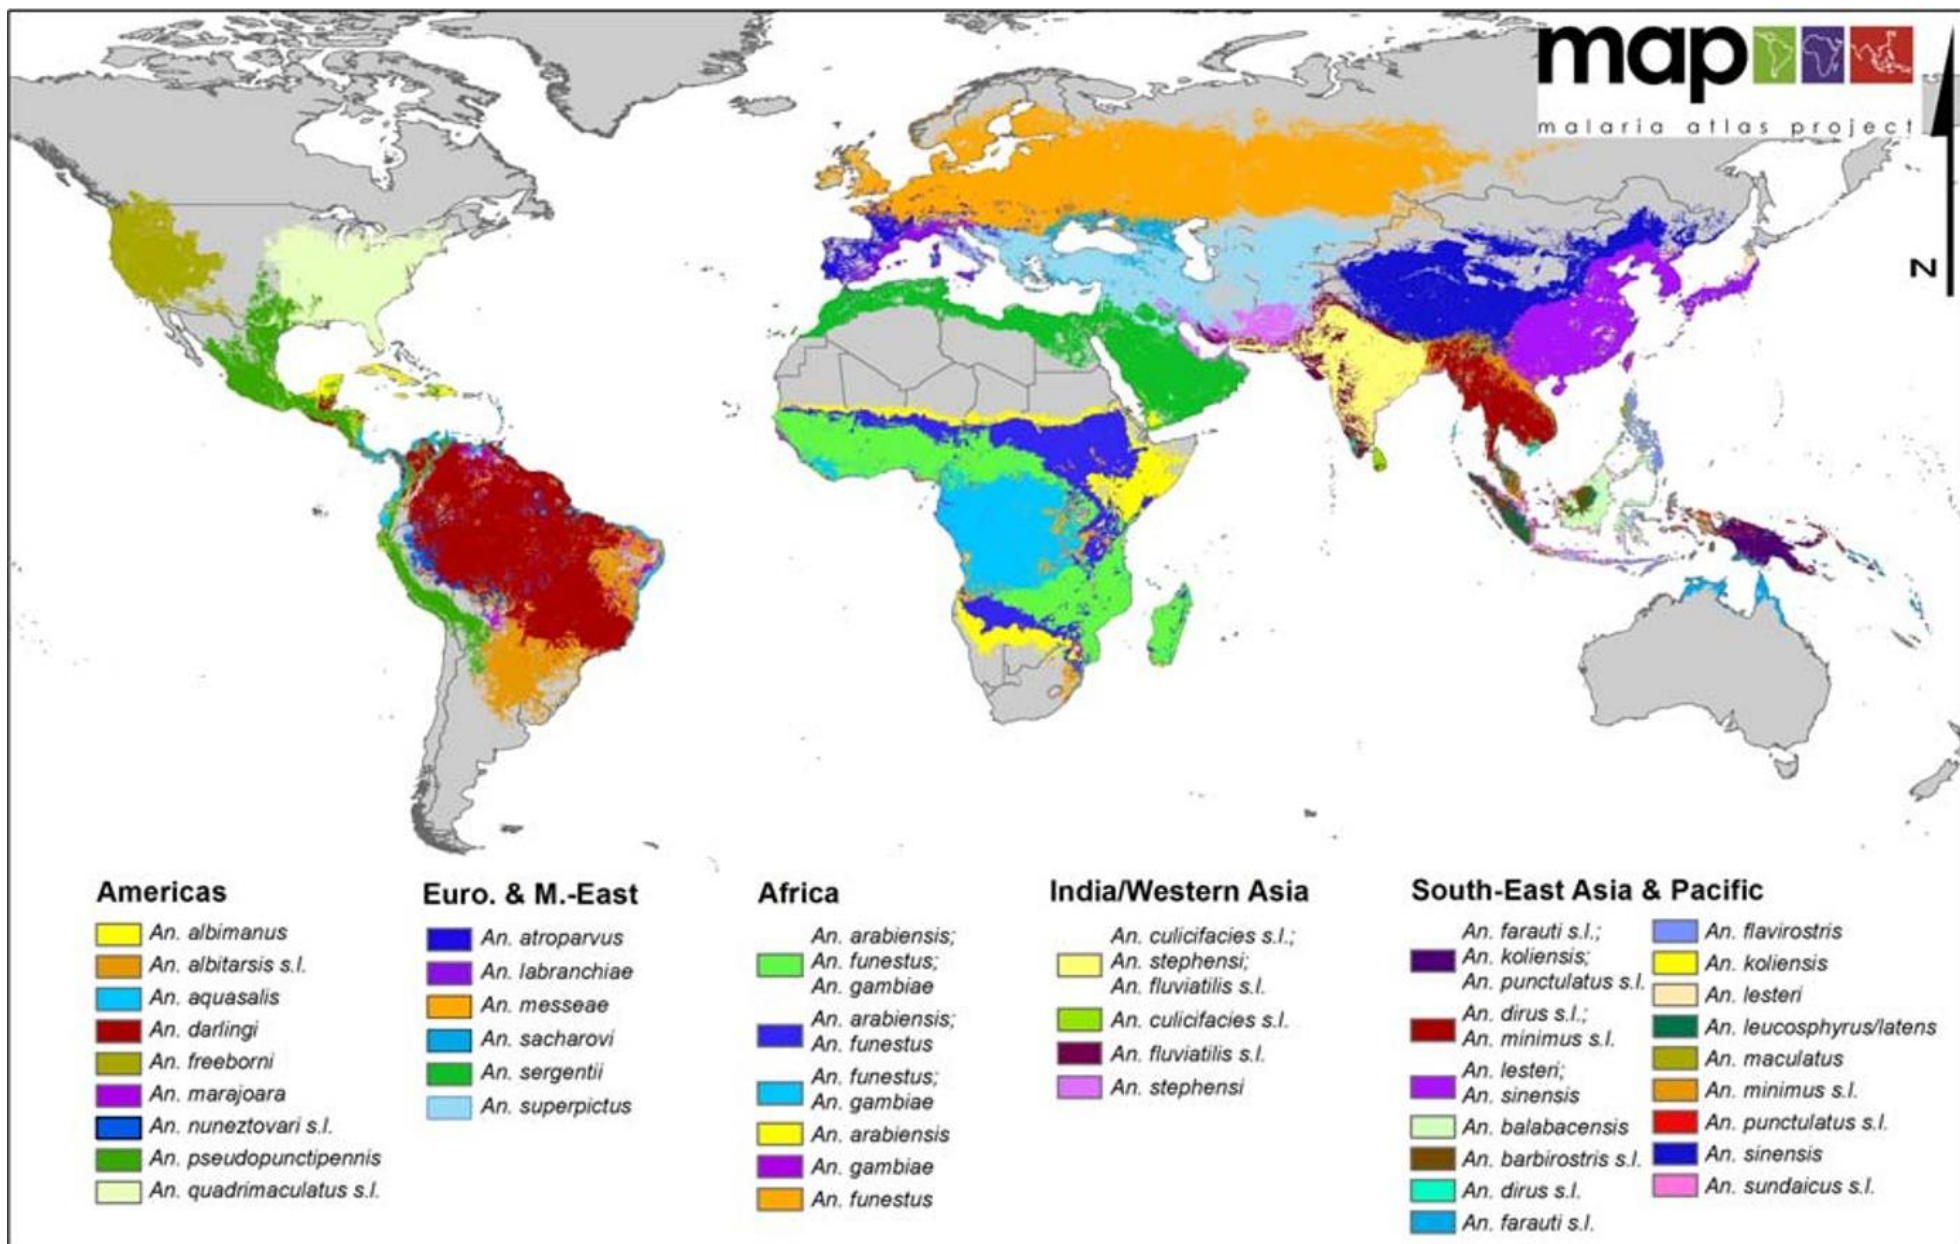 map
malaria atlas project
N
Americas
An. albimanus
An. albitarsis s.l.
An. aquasalis
An. darlingi
An. freeborni
An. marajoara
An. nuneztovari s.l.
An. pseudopunctipennis
An. quadrimaculatus s.l.
Euro. & M.-East
An. atroparvus
An. labranchiae
An. messeae
An. sacharovi
An. sergentii
An. superpictus
Africa
An. arabiensis;
An. funestus;
An. gambiae
An. arabiensis;
An. funestus
An. funestus;
An. gambiae
An. arabiensis
An. gambiae
An. funestus
India/Western Asia
An. culicifacies s.l.;
An. stephensi;
An. fluviatilis s.l.
An. culicifacies s.l.
An. fluviatilis s.l.
An. stephensi
South-East Asia & Pacific
An. farauti s.l.;
An. koliensis;
An. punctulatus s.l.
An. dirus s.l.;
An. minimus s.l.
An. lesteri;
An. sinensis
An. balabacensis
An. barbirostris s.l.
An. dirus s.l.
An. farauti s.l.
An. flavirostris
An. koliensis
An. lesteri
An. leucosphyrus/latens
An. maculatus
An. minimus s.l.
An. punctulatus s.l.
An. sinensis
An. sundaicus s.l.